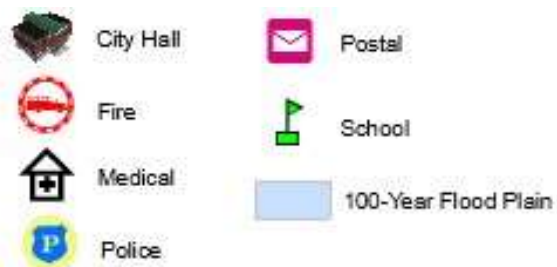 City Hall
Fire
Medical
P
Police
Postal
School
100-Year Flood Plain